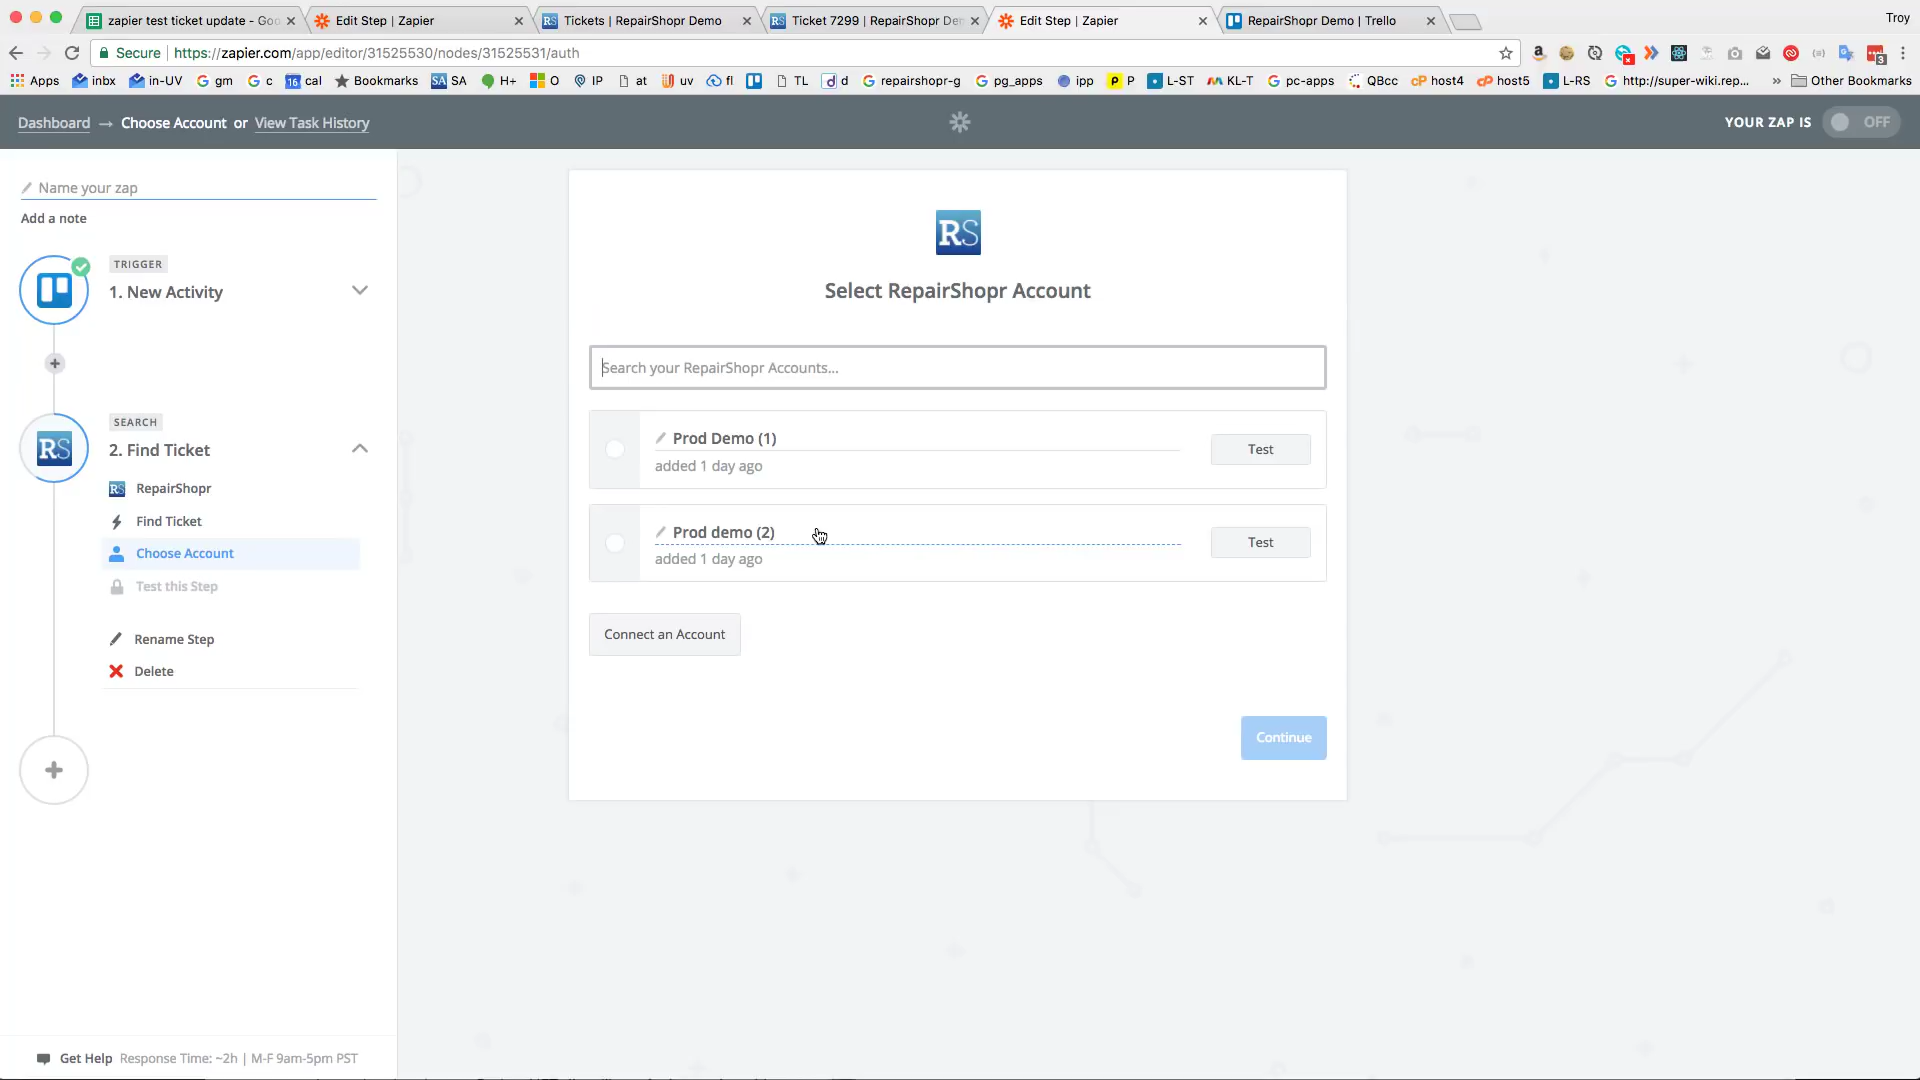 zapier test ticket update - Goo
Edit Step | Zapier
Tickets | RepairShopr Demo
Ticket 7299 | RepairShopr Dem
Edit Step | Zapier
RepairShopr Demo | Trello
Troy
Secure
https://zapier.com/app/editor/31525530/nodes/31525531/auth
Apps
inbx
in-UV
gm
c
cal
Bookmarks
SA
H+
O
IP
at
uv
fl
TL
d
repairshopr-g
pg_apps
ipp
P
L-ST
KL-T
pc-apps
QBcc
host4
host5
L-RS
http://super-wiki.rep...
»
Other Bookmarks
Dashboard → Choose Account or View Task History
YOUR ZAP IS
OFF
Name your zap
Add a note
TRIGGER
1. New Activity
SEARCH
2. Find Ticket
RepairShopr
Find Ticket
Choose Account
Test this Step
Rename Step
Delete
RS
Select RepairShopr Account
Search your RepairShopr Accounts...
Prod Demo (1)
added 1 day ago
Test
Prod demo (2)
added 1 day ago
Test
Connect an Account
Continue
Get Help Response Time: ~2h | M-F 9am-5pm PST